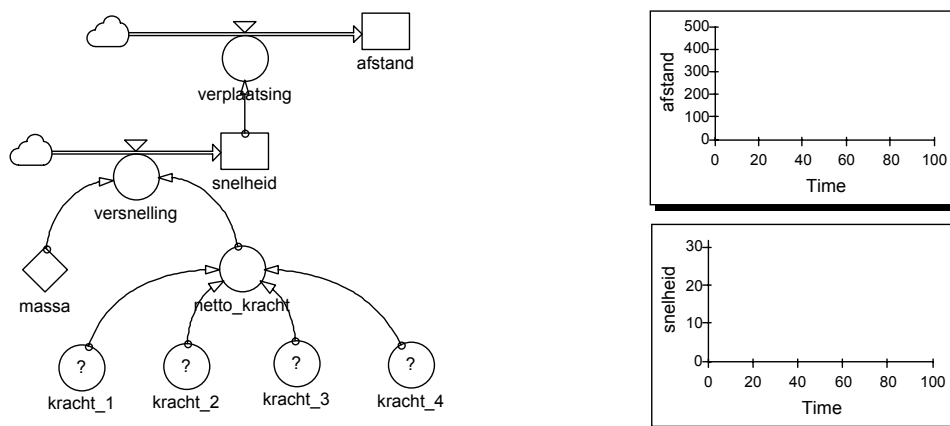 afstand
verplaatsing
snelheid
versnelling
massa
netto_kracht
? ? ? ?
kracht_1 kracht_2 kracht_3 kracht_4
500
400
300
200
100
0
afstand
0 20 40 60 80 100
Time
30
20
10
0
snelheid
0 20 40 60 80 100
Time